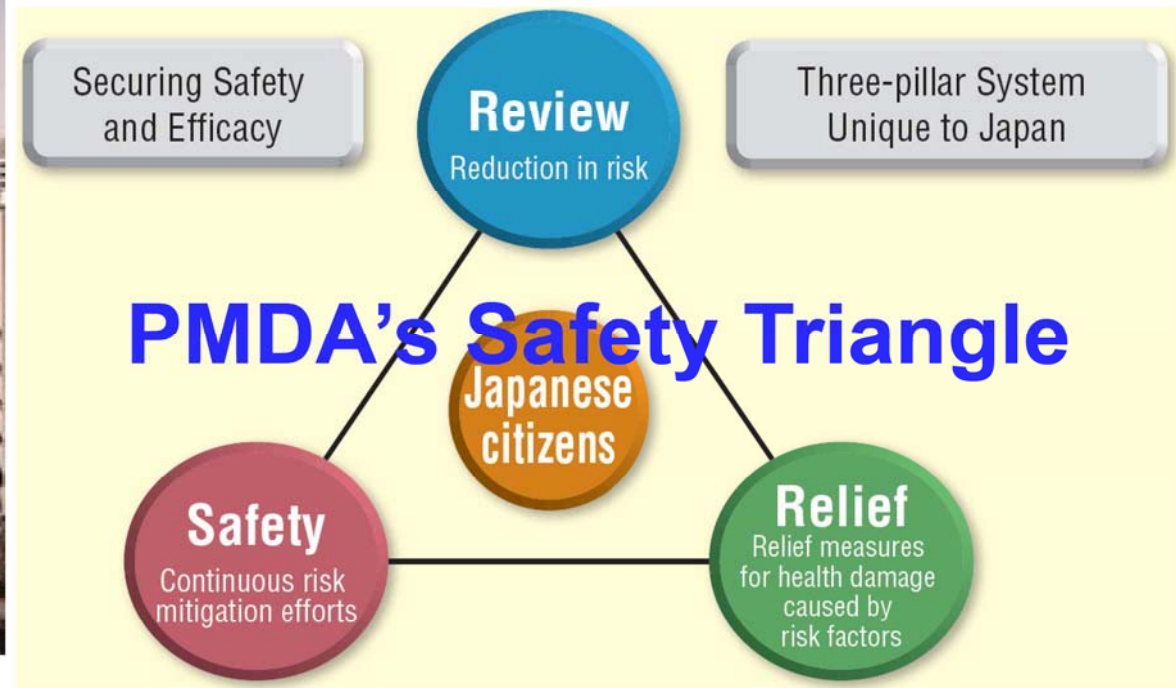 Securing Safety
and Efficacy
Review
Reduction in risk
Three-pillar System
Unique to Japan
PMDA’s Safety Triangle
Japanese
citizens
Safety
Continuous risk
mitigation efforts
Relief
Relief measures
for health damage
caused by
risk factors